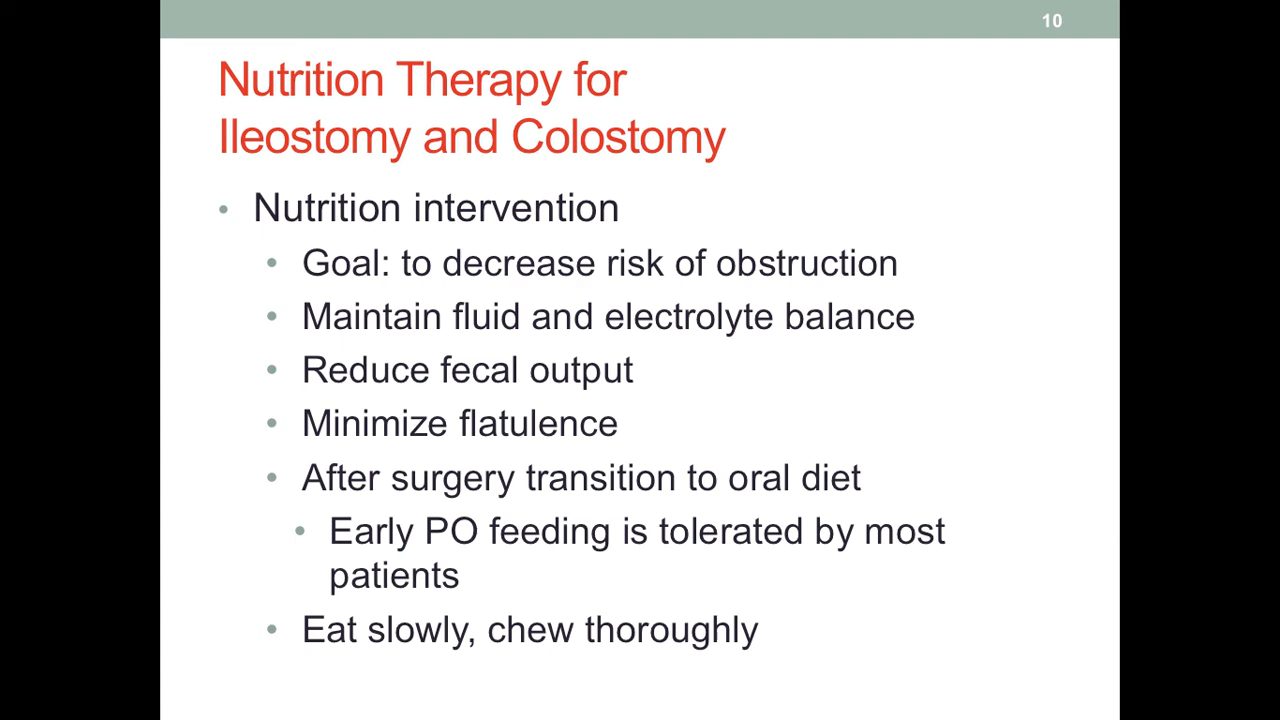 10
Nutrition Therapy for
Ileostomy and Colostomy
• Nutrition intervention
• Goal: to decrease risk of obstruction
• Maintain fluid and electrolyte balance
• Reduce fecal output
• Minimize flatulence
• After surgery transition to oral diet
• Early PO feeding is tolerated by most
patients
• Eat slowly, chew thoroughly